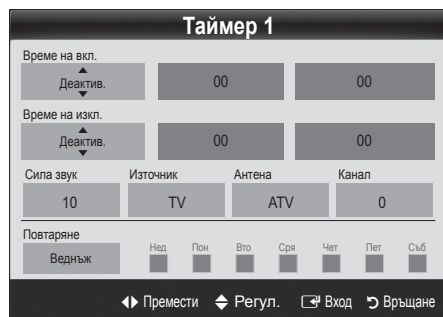 Таймер 1
Време на вкл.
Деактив. 00 00
Време на изкл.
Деактив. 00 00
Сила звук Източник Антена Канал
10 TV ATV 0
Повтаряне
Нед Пон Вто Сря Чет Пет Съб
Веднъж
Премести Регул. Вход Връщане